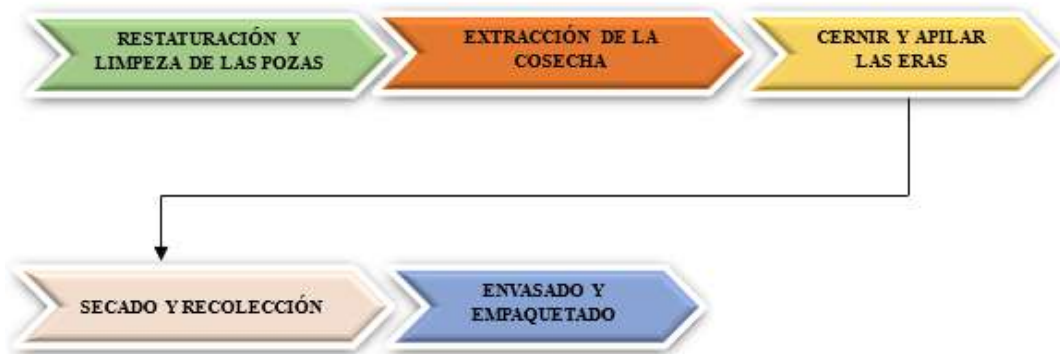 RESTATURACIÓN Y
LIMPEZA DE LAS POZAS
EXTRACCIÓN DE LA
COSECHA
CERNIR Y APILAR
LAS ERAS
SECADO Y RECOLECCIÓN
ENVASADO Y
EMPAQUETADO